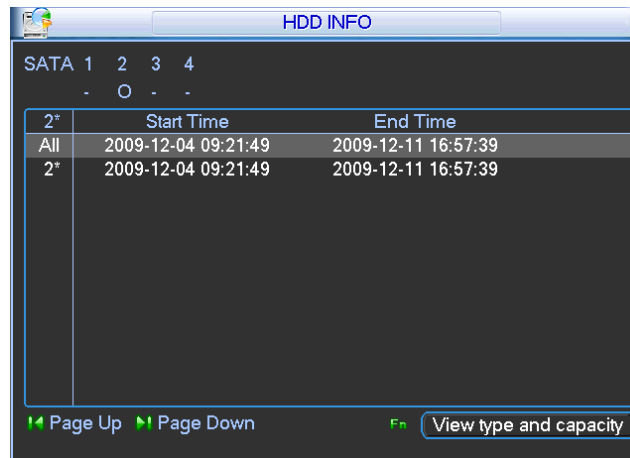 HDD INFO
SATA 1 2 3 4
- O - -
2* Start Time End Time
All 2009-12-04 09:21:49 2009-12-11 16:57:39
2* 2009-12-04 09:21:49 2009-12-11 16:57:39
Page Up Page Down Fn View type and capacity